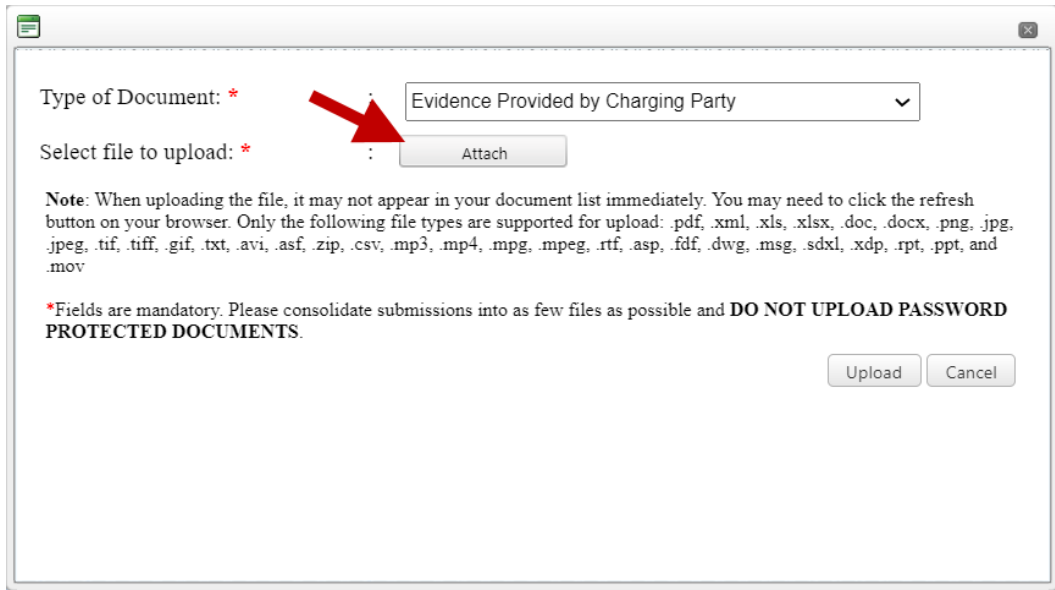 Type of Document: * : Evidence Provided by Charging Party
Select file to upload: * : Attach
Note: When uploading the file, it may not appear in your document list immediately. You may need to click the refresh
button on your browser. Only the following file types are supported for upload: .pdf, .xml, .xls, .xlsx, .doc, .docx, .png, .jpg,
.jpeg, .tif, .tiff, .gif, .txt, .avi, .asf, .zip, .csv, .mp3, .mp4, .mpg, .mpeg, .rtf, .asp, .fdf, .dwg, .msg, .sdxl, .xdp, .rpt, .ppt, and
.mov
*Fields are mandatory. Please consolidate submissions into as few files as possible and DO NOT UPLOAD PASSWORD
PROTECTED DOCUMENTS.
Upload Cancel